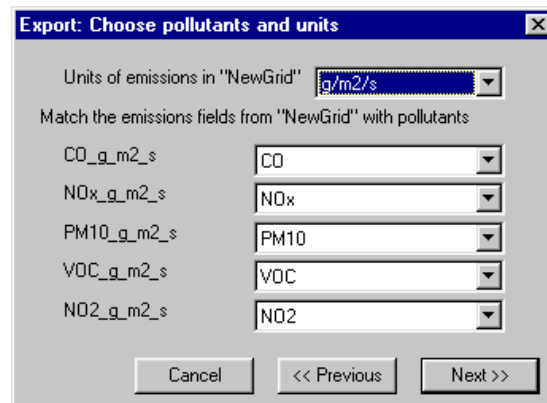 Export: Choose pollutants and units
Units of emissions in "NewGrid" g/m2/s
Match the emissions fields from "NewGrid" with pollutants
CO_g_m2_s CO
NOx_g_m2_s NOx
PM10_g_m2_s PM10
VOC_g_m2_s VOC
NO2_g_m2_s NO2
Cancel << Previous Next >>